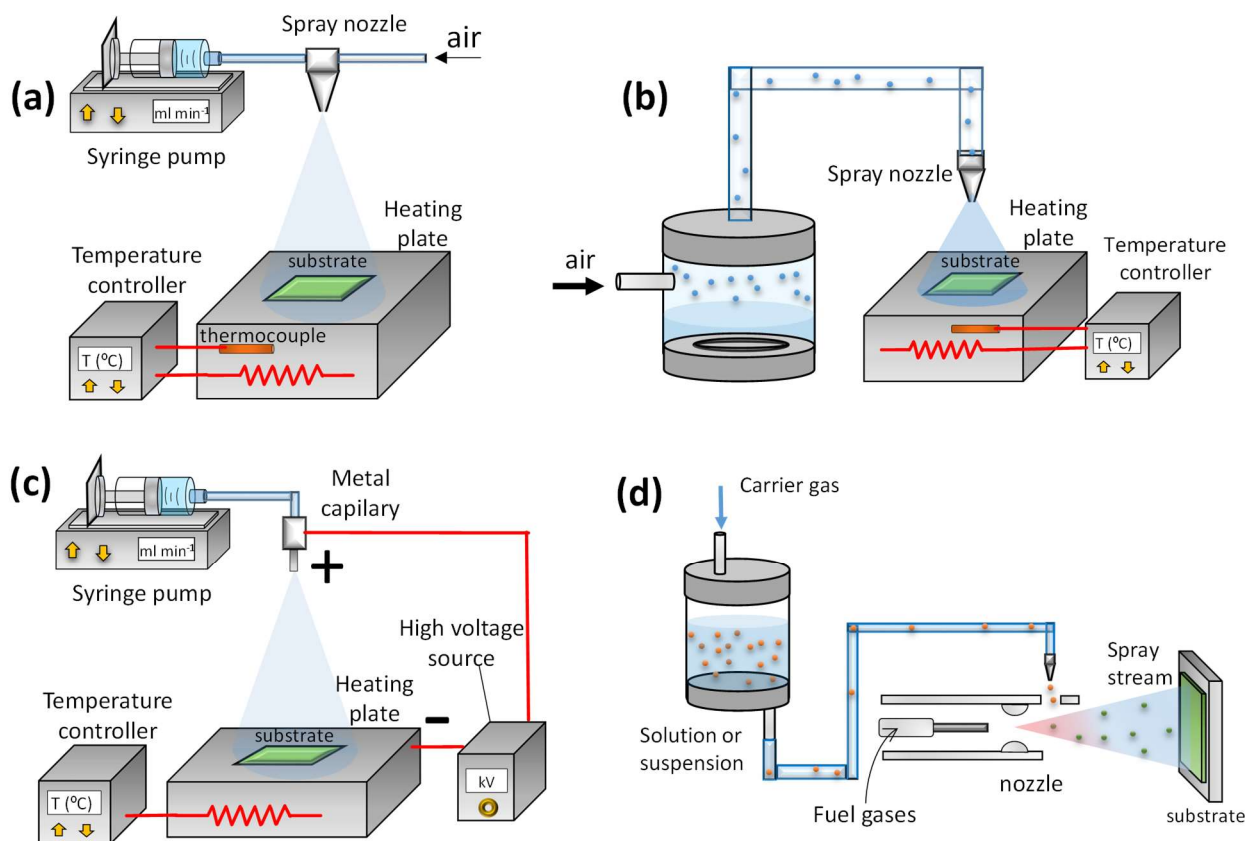 (a)
Spray nozzle
air
ml min-1
Syringe pump
Heating
plate
Temperature
controller
substrate
thermocouple
T (ºC)
(b)
Spray nozzle
air
Heating
plate
substrate
Temperature
controller
T (ºC)
(c)
Metal
capilary
ml min-1
+
Syringe pump
High voltage
source
Heating
plate
-
Temperature
controller
substrate
kV
T (ºC)
(d)
Carrier gas
Spray
stream
Solution or
suspension
nozzle
Fuel gases
substrate